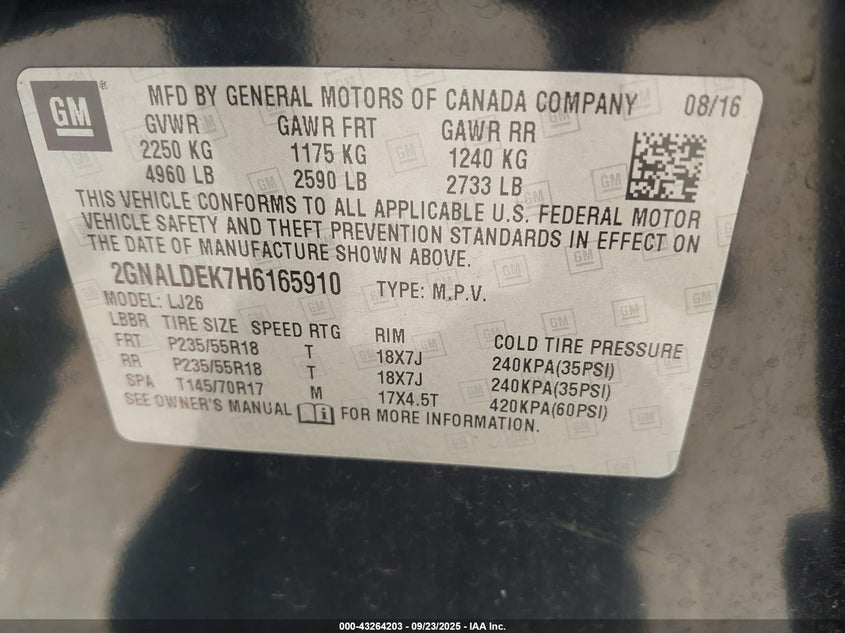 GM ® MFD BY GENERAL MOTORS OF CANADA COMPANY 08/16
GVWR GAWR FRT GAWR RR
2250 KG 1175 KG 1240 KG
4960 LB 2590 LB 2733 LB
THIS VEHICLE CONFORMS TO ALL APPLICABLE U.S. FEDERAL MOTOR
VEHICLE SAFETY AND THEFT PREVENTION STANDARDS IN EFFECT ON
THE DATE OF MANUFACTURE SHOWN ABOVE.
2GNALDEK7H6165910 TYPE: M.P.V.
MODEL: LJ26
LBBR TIRE SIZE SPEED RTG RIM COLD TIRE PRESSURE
FRT P235/55R18 T 18X7J 240KPA(35PSI)
RR P235/55R18 T 18X7J 240KPA(35PSI)
SPA T145/70R17 M 17X4.5T 420KPA(60PSI)
SEE OWNER'S MANUAL FOR MORE INFORMATION.
000-43264203 - 09/23/2025 - IAA Inc.